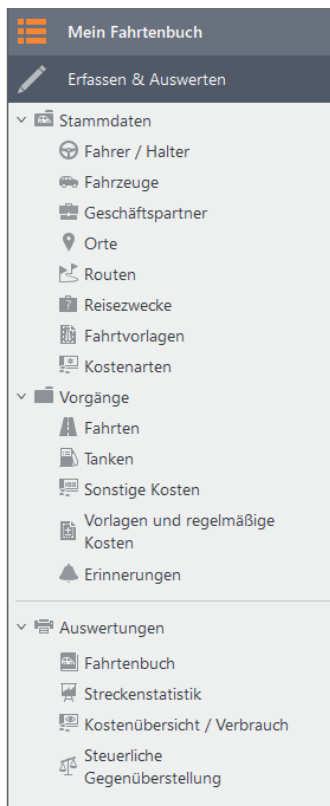 Mein Fahrtenbuch
Erfassen & Auswerten
Stammdaten
Fahrer / Halter
Fahrzeuge
Geschäftspartner
Orte
Routen
Reisezwecke
Fahrtvorlagen
Kostenarten
Vorgänge
Fahrten
Tanken
Sonstige Kosten
Vorlagen und regelmäßige
Kosten
Erinnerungen
Auswertungen
Fahrtenbuch
Streckenstatistik
Kostenübersicht / Verbrauch
Steuerliche
Gegenüberstellung